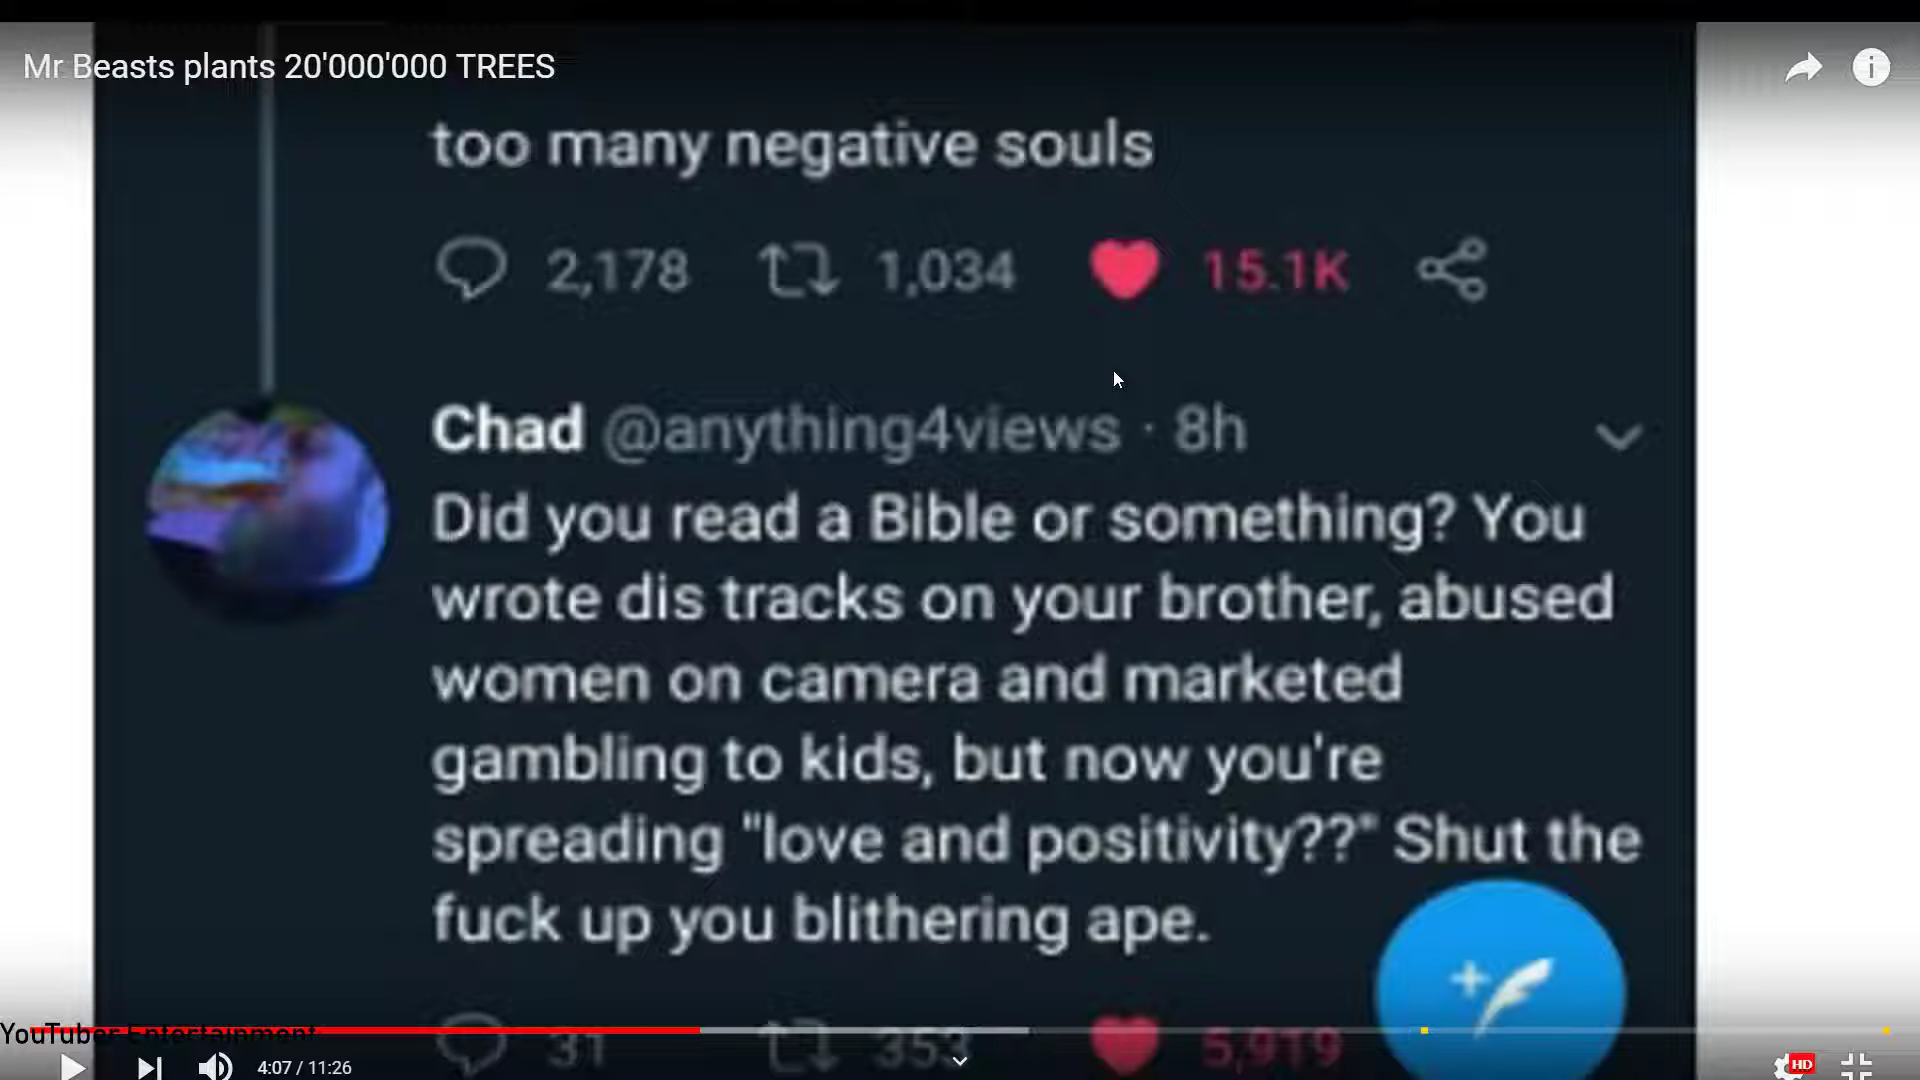 Mr Beasts plants 20'000'000 TREES
too many negative souls
2,178 1,034 15.1K
Chad @anything4views · 8h
Did you read a Bible or something? You
wrote dis tracks on your brother, abused
women on camera and marketed
gambling to kids, but now you're
spreading "love and positivity??" Shut the
fuck up you blithering ape.
31 353 5,919
YouTuber Entertainment
4:07 / 11:26
HD